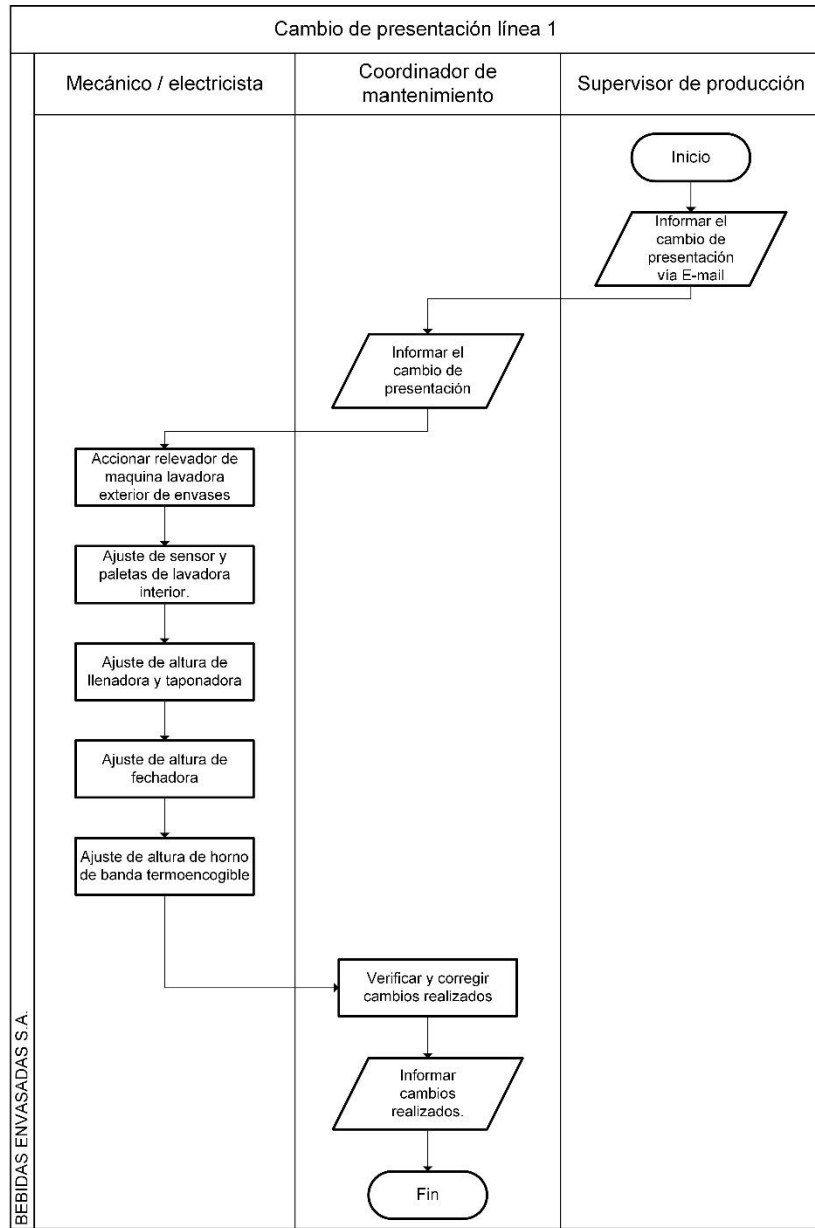 Cambio de presentación línea 1
Mecánico / electricista
Coordinador de
mantenimiento
Supervisor de producción
Inicio
Informar el
cambio de
presentación
vía E-mail
Informar el
cambio de
presentación
Accionar relevador de
maquina lavadora
exterior de envases
Ajuste de sensor y
paletas de lavadora
interior.
Ajuste de altura de
llenadora y taponadora
Ajuste de altura de
fechadora
Ajuste de altura de horno
de banda termoencogible
Verificar y corregir
cambios realizados
Informar
cambios
realizados.
Fin
BEBIDAS ENVASADAS S.A.